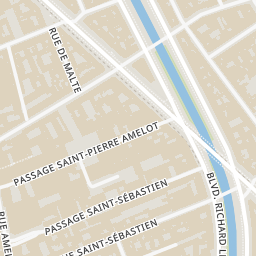 RUE DE MALTE
PASSAGE SAINT-PIERRE AMELOT
PASSAGE SAINT-SÉBASTIEN
BLVD. RICHARD L
RUE AME
SAINT-SÉBASTIEN